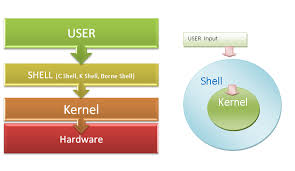 USER
SHELL (C Shell, K Shell, Borne Shell)
Kernel
Hardware
USER Input
Shell
Kernel